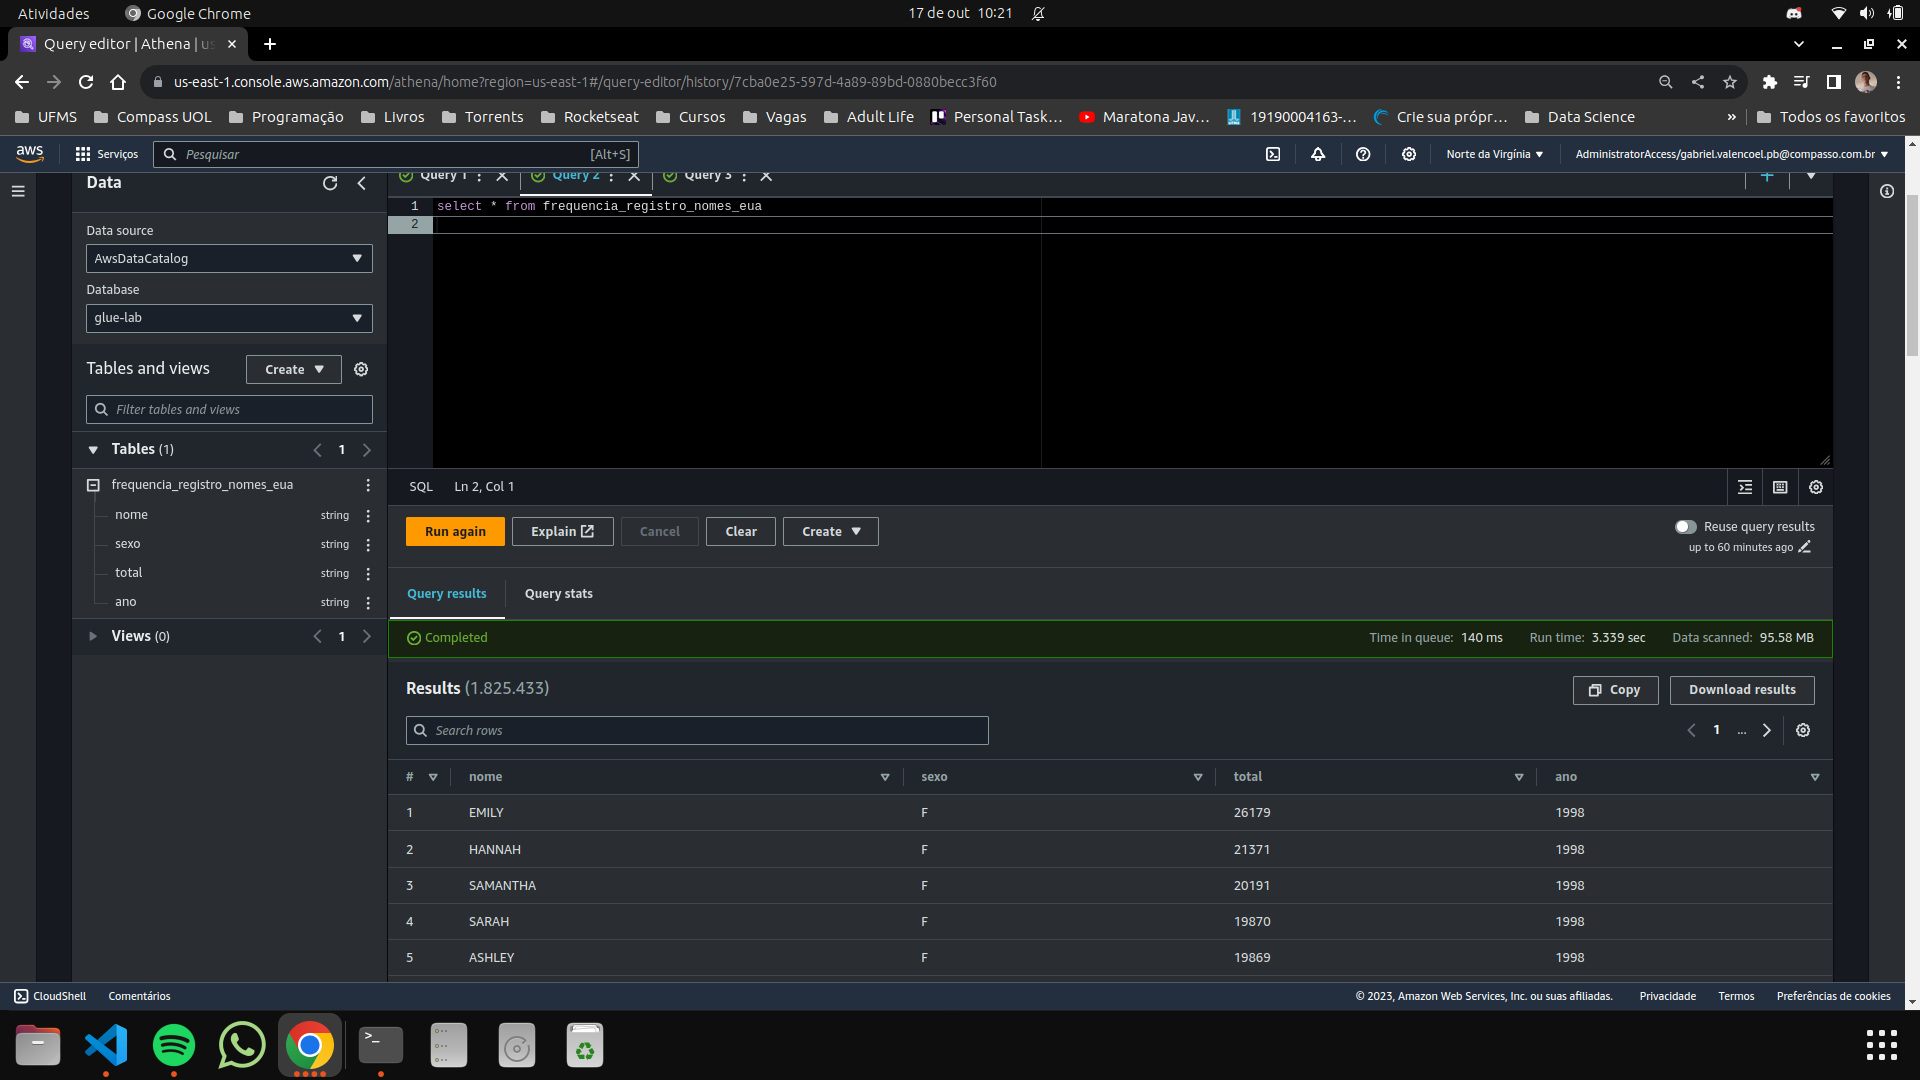 Atividades Google Chrome 17 de out 10:21
Query editor | Athena | us
us-east-1.console.aws.amazon.com/athena/home?region=us-east-1#/query-editor/history/7cba0e25-597d-4a89-89bd-0880becc3f60
UFMS Compass UOL Programação Livros Torrents Rocketseat Cursos Vagas Adult Life Personal Task… Maratona Jav… 19190004163-… Crie sua própr… Data Science » Todos os favoritos
aws Serviços Pesquisar [Alt+S] Norte da Virgínia AdministratorAccess/gabriel.valencoel.pb@compasso.com.br
Data Query 1 Query 2 Query 3
1 select * from frequencia_registro_nomes_eua
2
Data source
AwsDataCatalog
Database
glue-lab
Tables and views Create
Filter tables and views
Tables (1) 1
frequencia_registro_nomes_eua
nome string
sexo string
total string
ano string
Views (0) 1
SQL Ln 2, Col 1
Run again Explain Cancel Clear Create Reuse query results
up to 60 minutes ago
Query results Query stats
Completed Time in queue: 140 ms Run time: 3.339 sec Data scanned: 95.58 MB
Results (1.825.433) Copy Download results
Search rows 1 ...
# nome sexo total ano
1 EMILY F 26179 1998
2 HANNAH F 21371 1998
3 SAMANTHA F 20191 1998
4 SARAH F 19870 1998
5 ASHLEY F 19869 1998
CloudShell Comentários © 2023, Amazon Web Services, Inc. ou suas afiliadas. Privacidade Termos Preferências de cookies